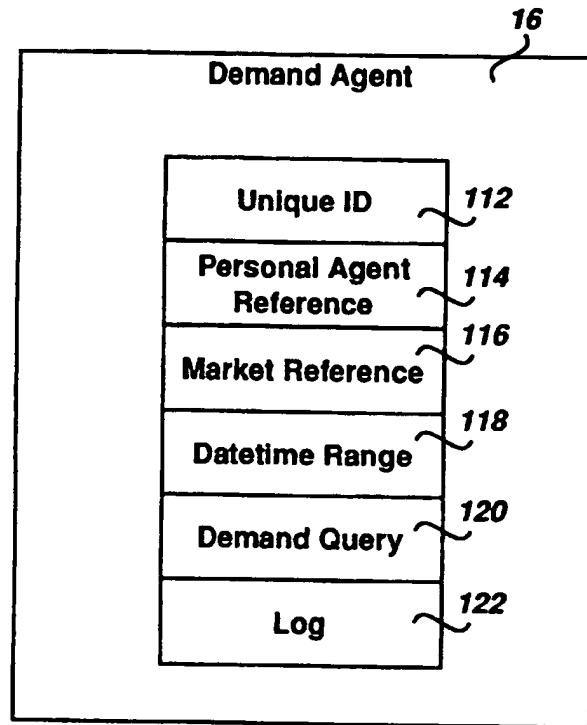 16
Demand Agent
Unique ID
112
Personal Agent
Reference
114
Market Reference
116
Datetime Range
118
Demand Query
120
Log
122